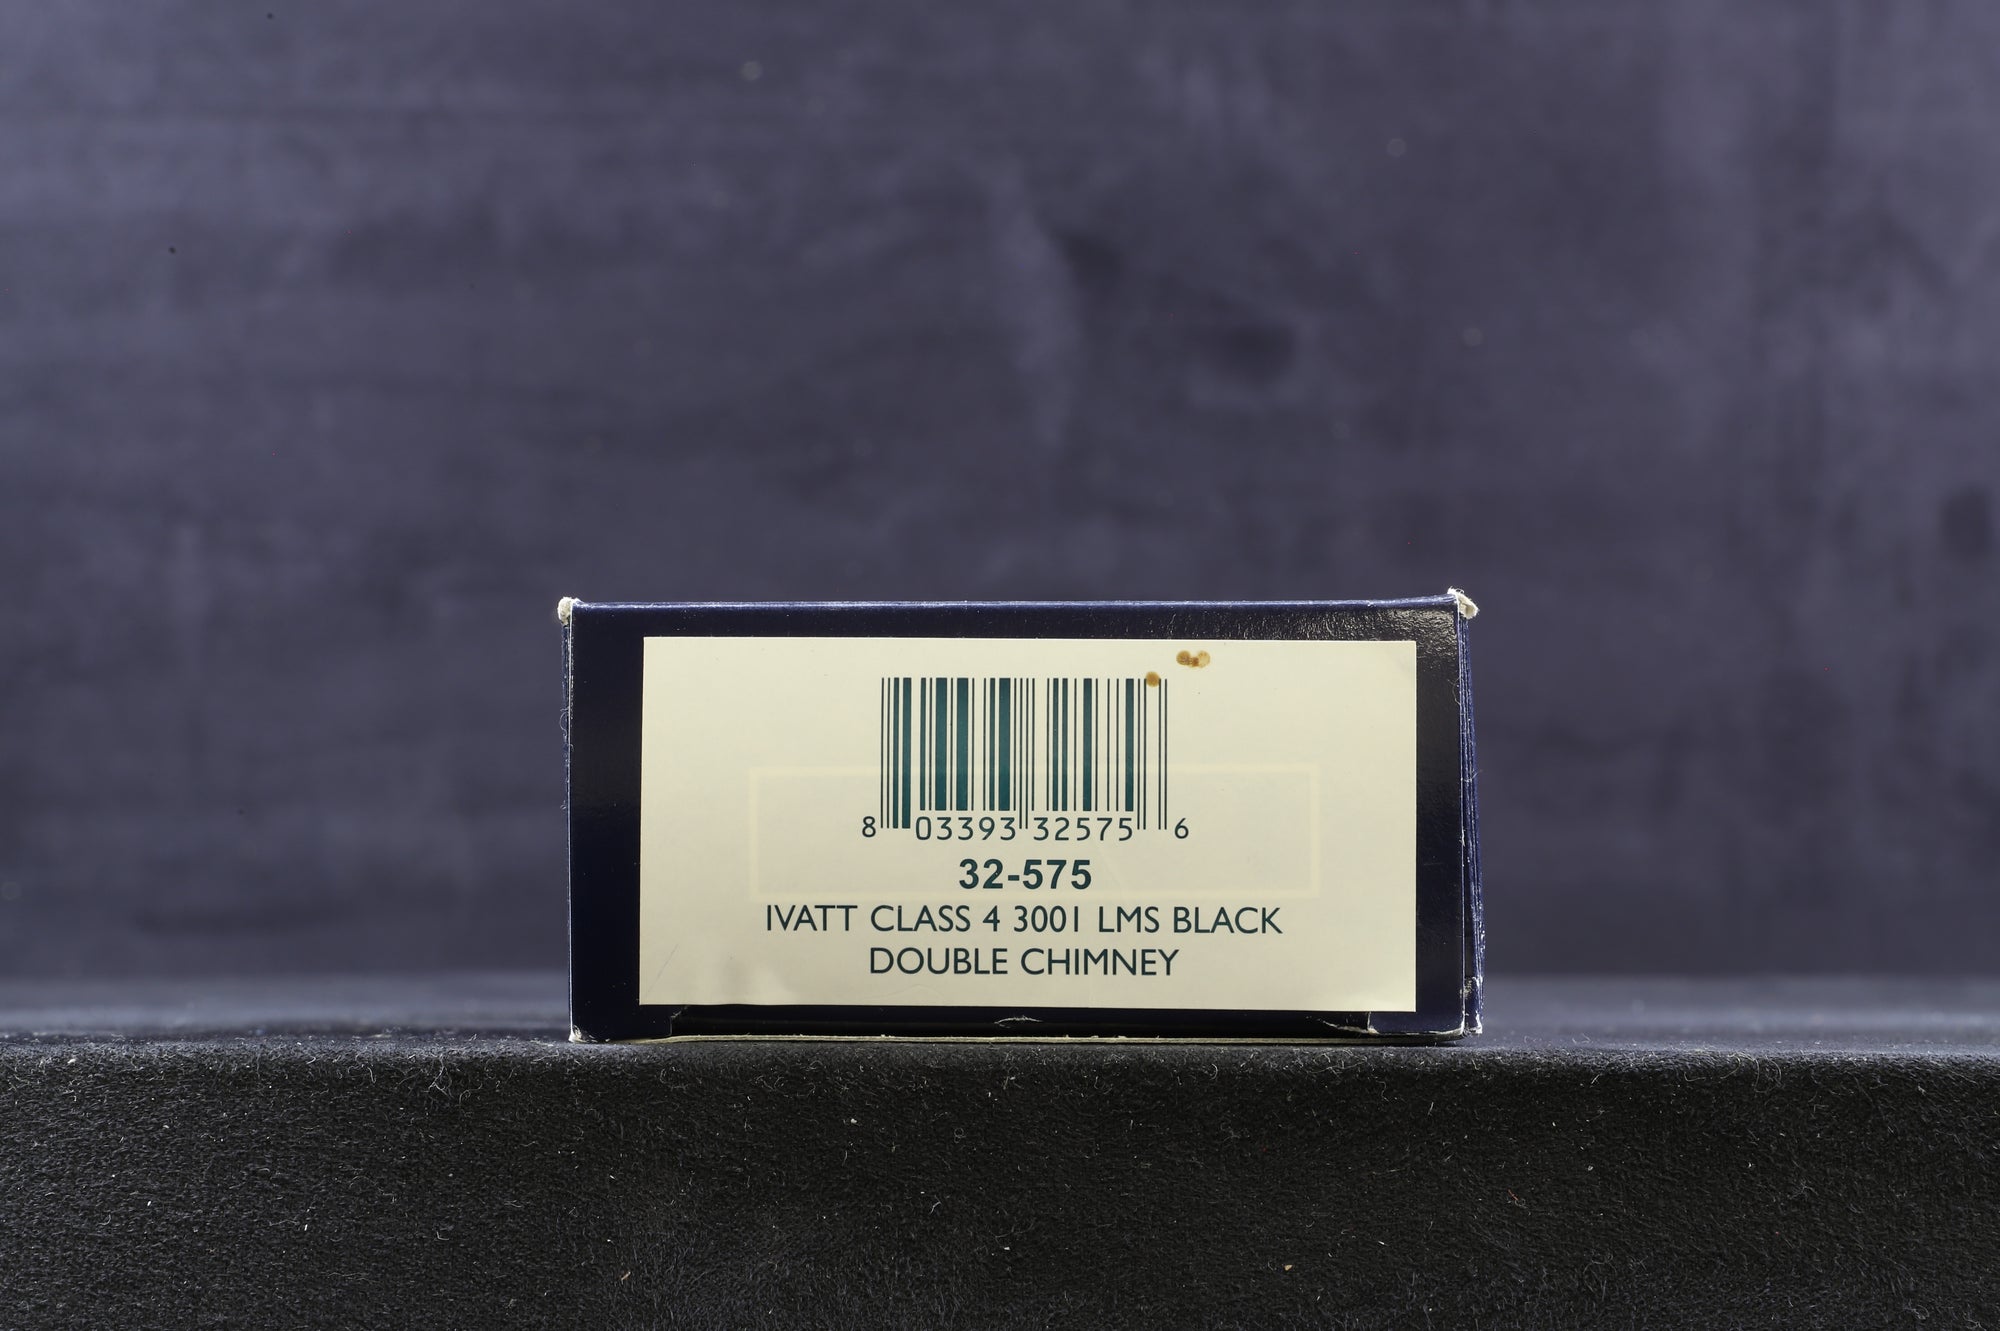 8 03393 32575 6
32-575
IVATT CLASS 4 3001 LMS BLACK
DOUBLE CHIMNEY